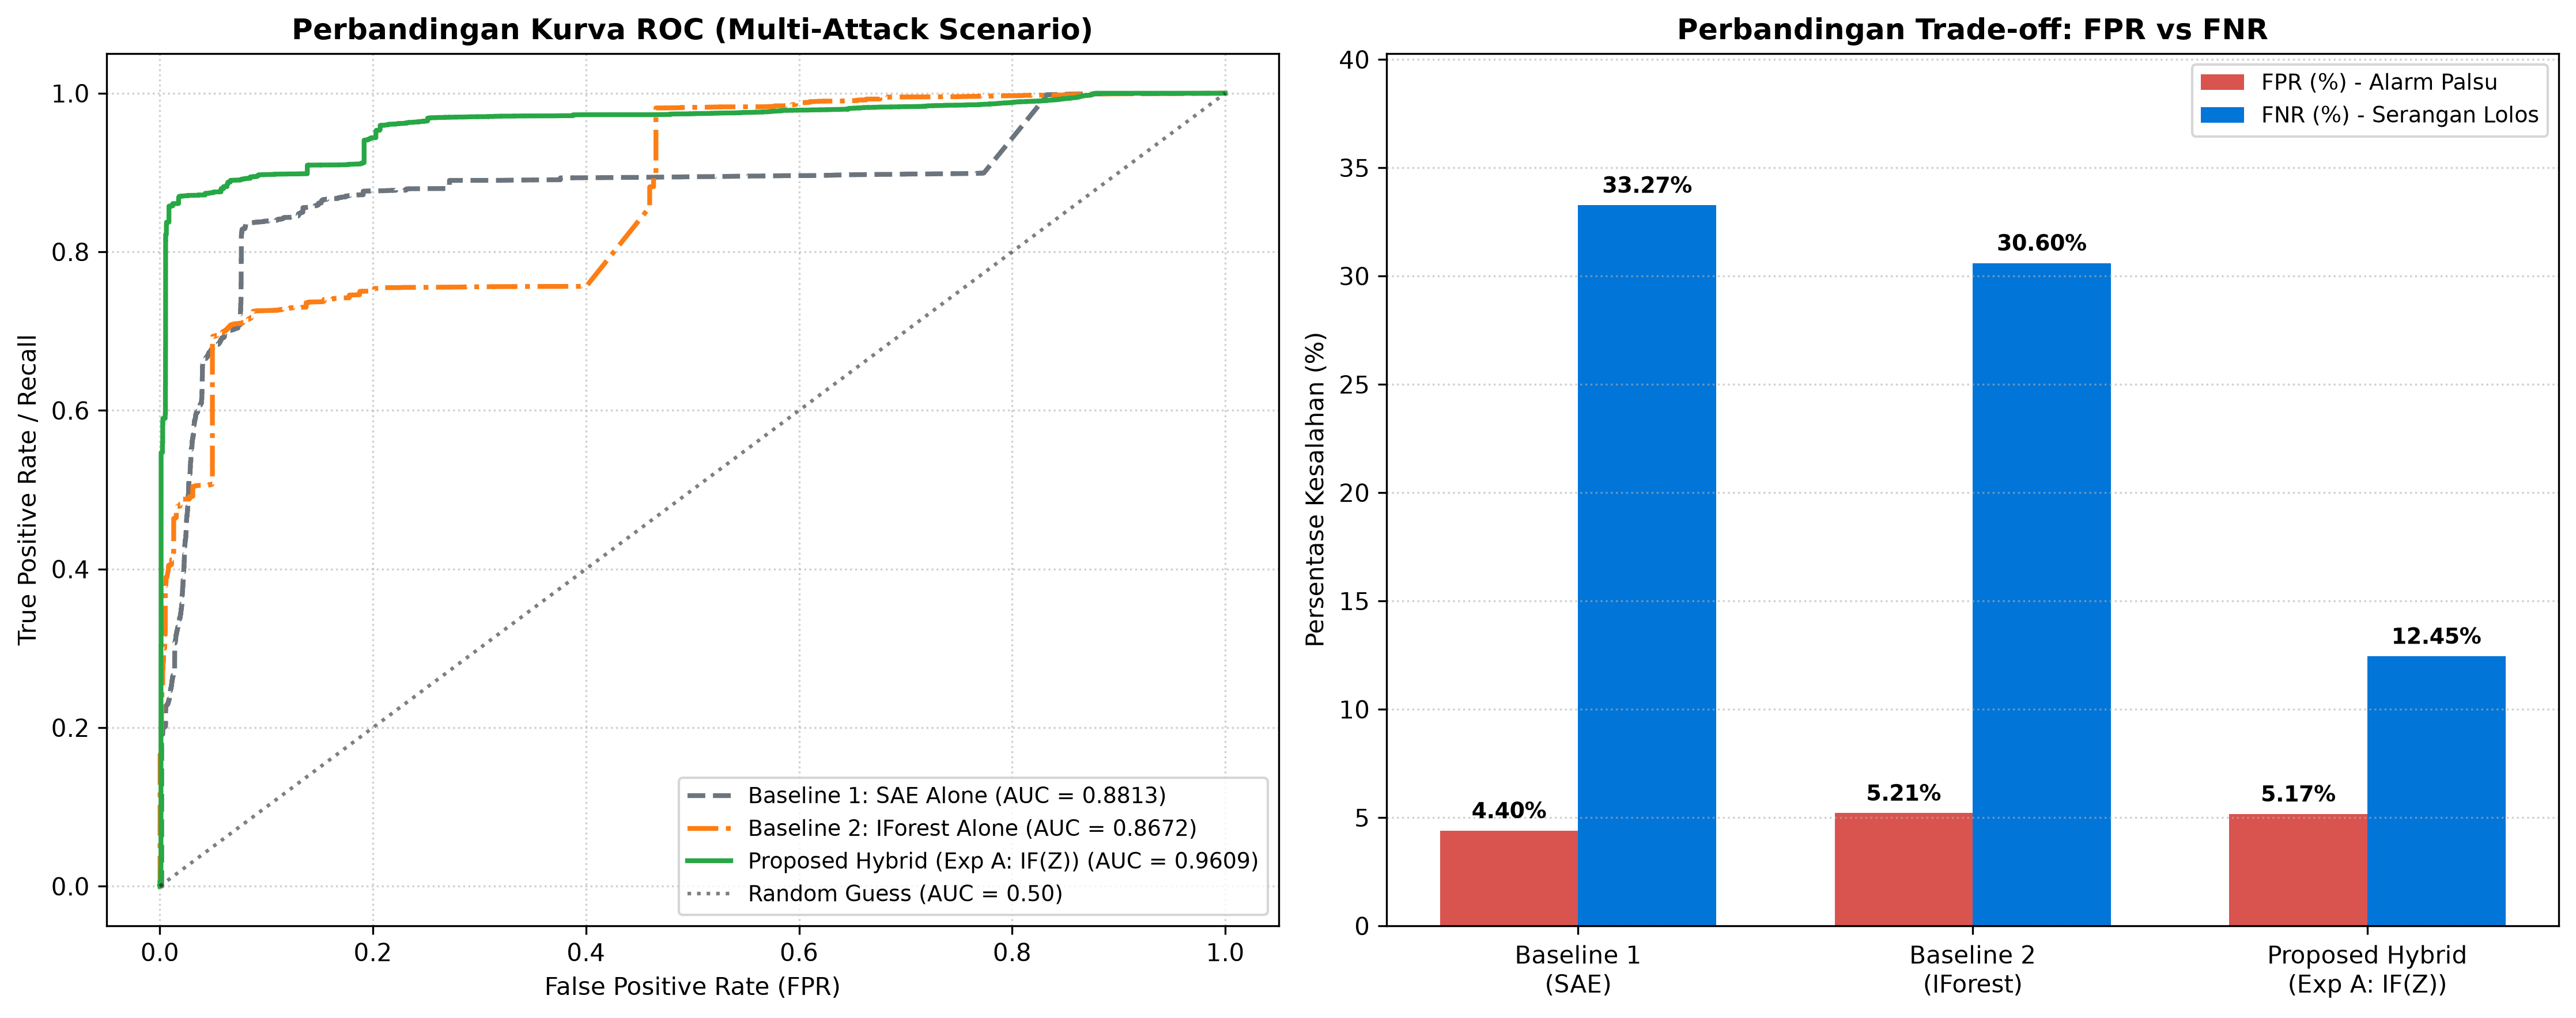 Perbandingan Kurva ROC (Multi-Attack Scenario)
True Positive Rate / Recall
1.0
0.8
0.6
0.4
0.2
0.0
0.0
0.2
0.4
0.6
0.8
1.0
False Positive Rate (FPR)
Baseline 1: SAE Alone (AUC = 0.8813)
Baseline 2: IForest Alone (AUC = 0.8672)
Proposed Hybrid (Exp A: IF(Z)) (AUC = 0.9609)
Random Guess (AUC = 0.50)
Perbandingan Trade-off: FPR vs FNR
Persentase Kesalahan (%)
40
35
30
25
20
15
10
5
0
FPR (%) - Alarm Palsu
FNR (%) - Serangan Lolos
4.40%
33.27%
5.21%
30.60%
5.17%
12.45%
Baseline 1
(SAE)
Baseline 2
(IForest)
Proposed Hybrid
(Exp A: IF(Z))